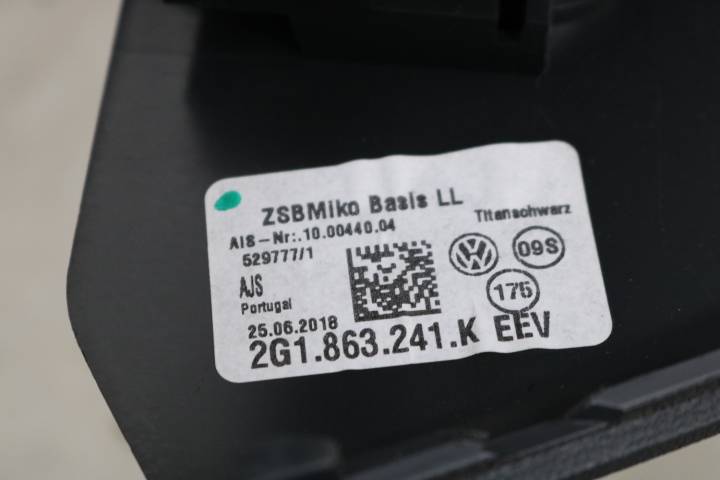 ZSBMiko Basis LL
Titanschwarz
AIS-Nr:.10.00440.04
529777/1
09S
AJS
Portugal
175
25.06.2018
2G1.863.241.K EEV